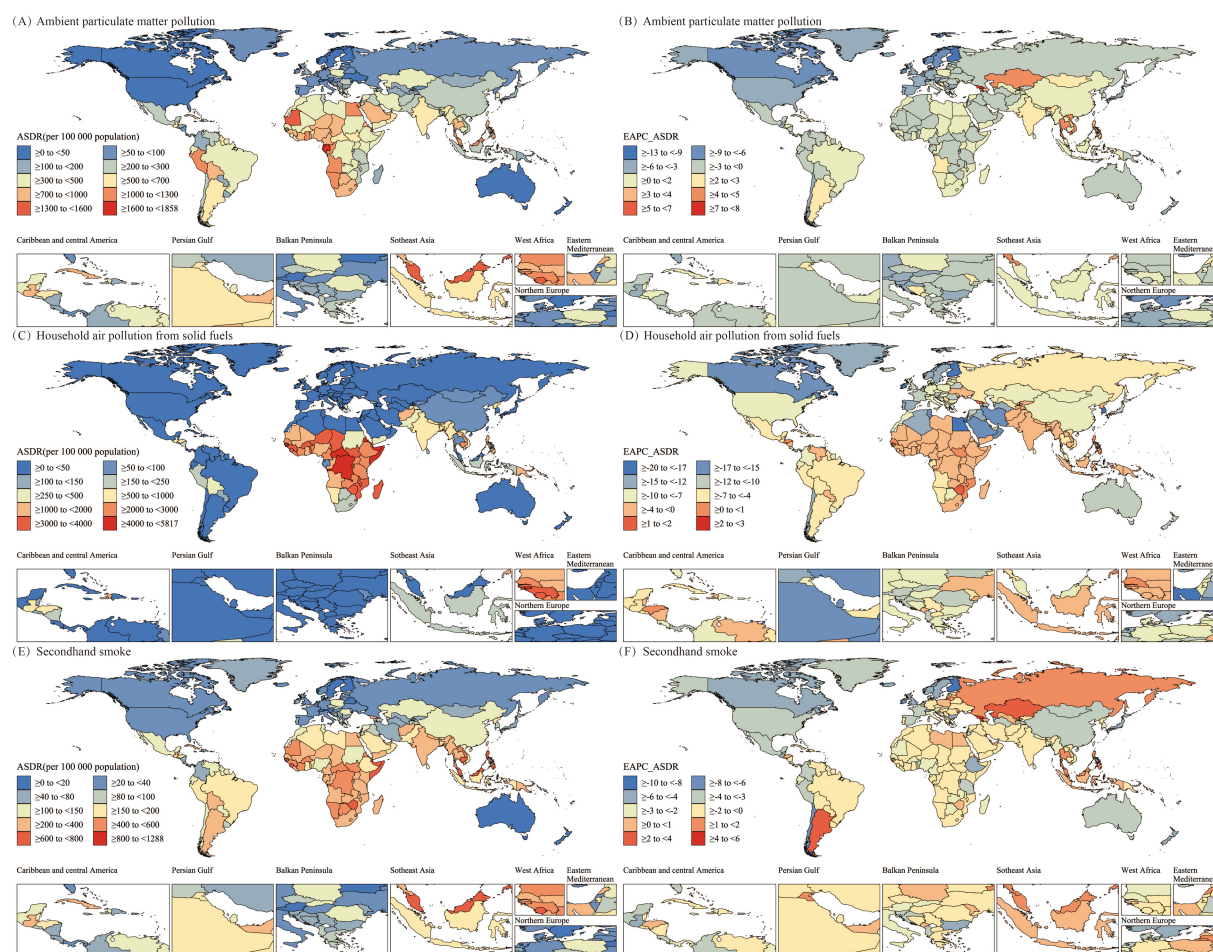 (A) Ambient particulate matter pollution
ASDR(per 100 000 population)
≥0 to <50 ≥50 to <100
≥100 to <200 ≥200 to <300
≥300 to <500 ≥500 to <700
≥700 to <1000 ≥1000 to <1300
≥1300 to <1600 ≥1600 to <1858
Caribbean and central America Persian Gulf Balkan Peninsula Sotheast Asia West Africa Eastern
Mediterranean
Northern Europe
(B) Ambient particulate matter pollution
EAPC_ASDR
≥-13 to <-9 ≥-9 to <-6
≥-6 to <-3 ≥-3 to <0
≥0 to <2 ≥2 to <3
≥3 to <4 ≥4 to <5
≥5 to <7 ≥7 to <8
Caribbean and central America Persian Gulf Balkan Peninsula Sotheast Asia West Africa Eastern
Mediterranean
Northern Europe
(C) Household air pollution from solid fuels
ASDR(per 100 000 population)
≥0 to <50 ≥50 to <100
≥100 to <150 ≥150 to <250
≥250 to <500 ≥500 to <1000
≥1000 to <2000 ≥2000 to <3000
≥3000 to <4000 ≥4000 to <5817
Caribbean and central America Persian Gulf Balkan Peninsula Sotheast Asia West Africa Eastern
Mediterranean
Northern Europe
(D) Household air pollution from solid fuels
EAPC_ASDR
≥-20 to <-17 ≥-17 to <-15
≥-15 to <-12 ≥-12 to <-10
≥-10 to <-7 ≥-7 to <-4
≥-4 to <0 ≥0 to <1
≥1 to <2 ≥2 to <3
Caribbean and central America Persian Gulf Balkan Peninsula Sotheast Asia West Africa Eastern
Mediterranean
Northern Europe
(E) Secondhand smoke
ASDR(per 100 000 population)
≥0 to <20 ≥20 to <40
≥40 to <80 ≥80 to <100
≥100 to <150 ≥150 to <200
≥200 to <400 ≥400 to <600
≥600 to <800 ≥800 to <1288
Caribbean and central America Persian Gulf Balkan Peninsula Sotheast Asia West Africa Eastern
Mediterranean
Northern Europe
(F) Secondhand smoke
EAPC_ASDR
≥-10 to <-8 ≥-8 to <-6
≥-6 to <-4 ≥-4 to <-3
≥-3 to <-2 ≥-2 to <0
≥0 to <1 ≥1 to <2
≥2 to <4 ≥4 to <6
Caribbean and central America Persian Gulf Balkan Peninsula Sotheast Asia West Africa Eastern
Mediterranean
Northern Europe